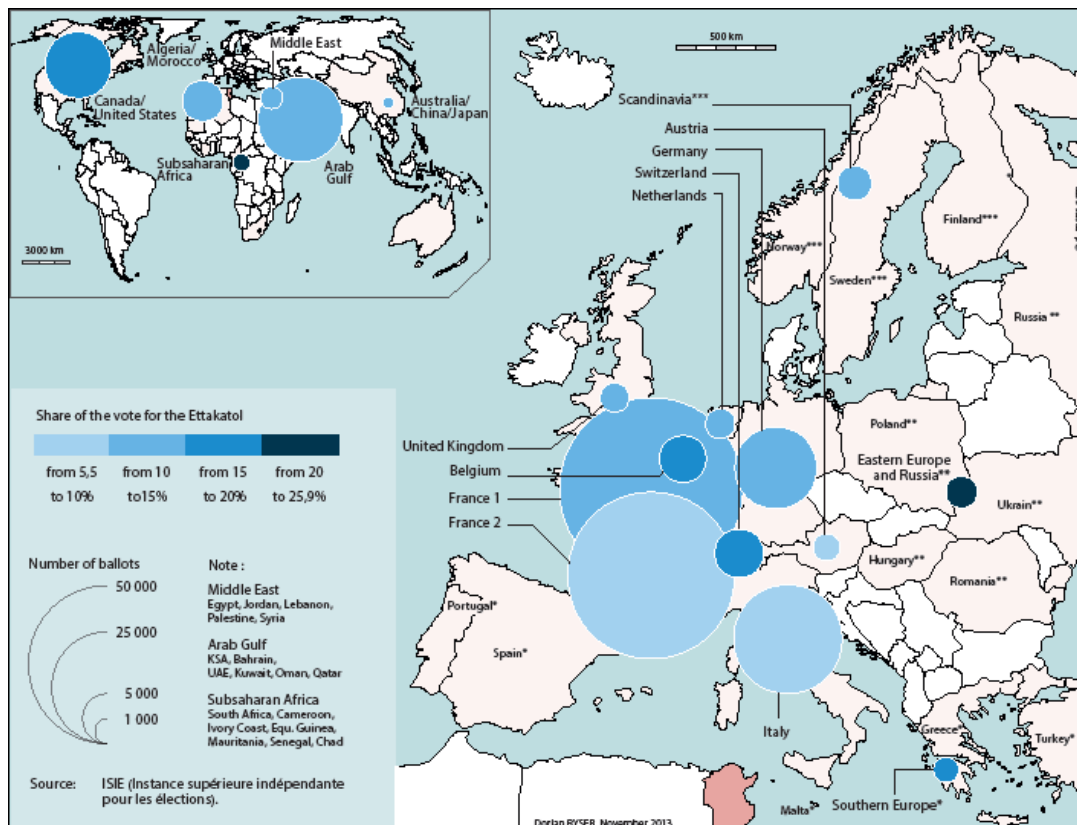 Middle East
Algeria/
Morocco
Canada/
United States
Australia/
China/Japan
Subsaharan
Africa
Arab
Gulf
3000 km
500 km
Scandinavia***
Austria
Germany
Switzerland
Netherlands
Finland***
Norway***
Sweden***
Russia **
Share of the vote for the Ettakatol
from 5,5
to 10%
from 10
to15%
from 15
to 20%
from 20
to 25,9%
United Kingdom
Belgium
France 1
France 2
Poland**
Eastern Europe
and Russia**
Ukrain**
Hungary**
Romania**
Portugal*
Spain*
Italy
Greece*
Turkey*
Southern Europe*
Malta*
Number of ballots
50 000
25 000
5 000
1 000
Note :
Middle East
Egypt, Jordan, Lebanon,
Palestine, Syria
Arab Gulf
KSA, Bahrain,
UAE, Kuwait, Oman, Qatar
Subsaharan Africa
South Africa, Cameroon,
Ivory Coast, Equ. Guinea,
Mauritania, Senegal, Chad
Source: ISIE (Instance supérieure indépendante
pour les élections).
Dorian RYSER, November 2013